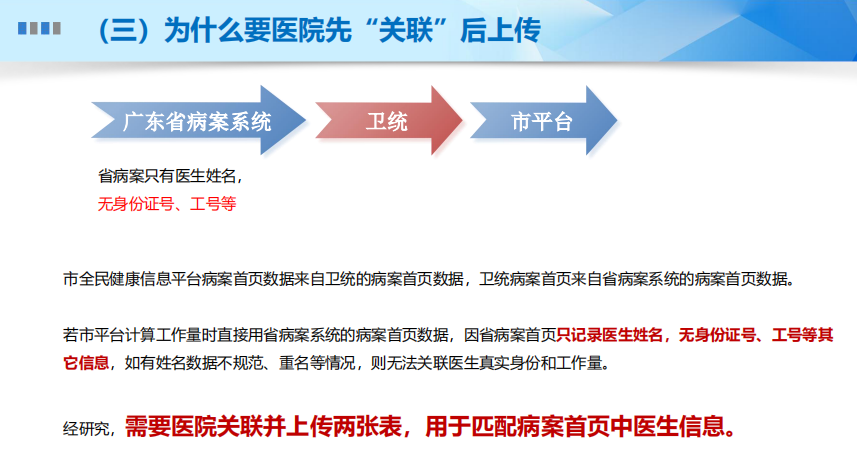 （三）为什么要医院先“关联”后上传
广东省病案系统
卫统
市平台
省病案只有医生姓名，
无身份证号、工号等
市全民健康信息平台病案首页数据来自卫统的病案首页数据，卫统病案首页来自省病案系统的病案首页数据。
若市平台计算工作量时直接用省病案系统的病案首页数据，因省病案首页只记录医生姓名，无身份证号、工号等其
它信息，如有姓名数据不规范、重名等情况，则无法关联医生真实身份和工作量。
经研究，需要医院关联并上传两张表，用于匹配病案首页中医生信息。